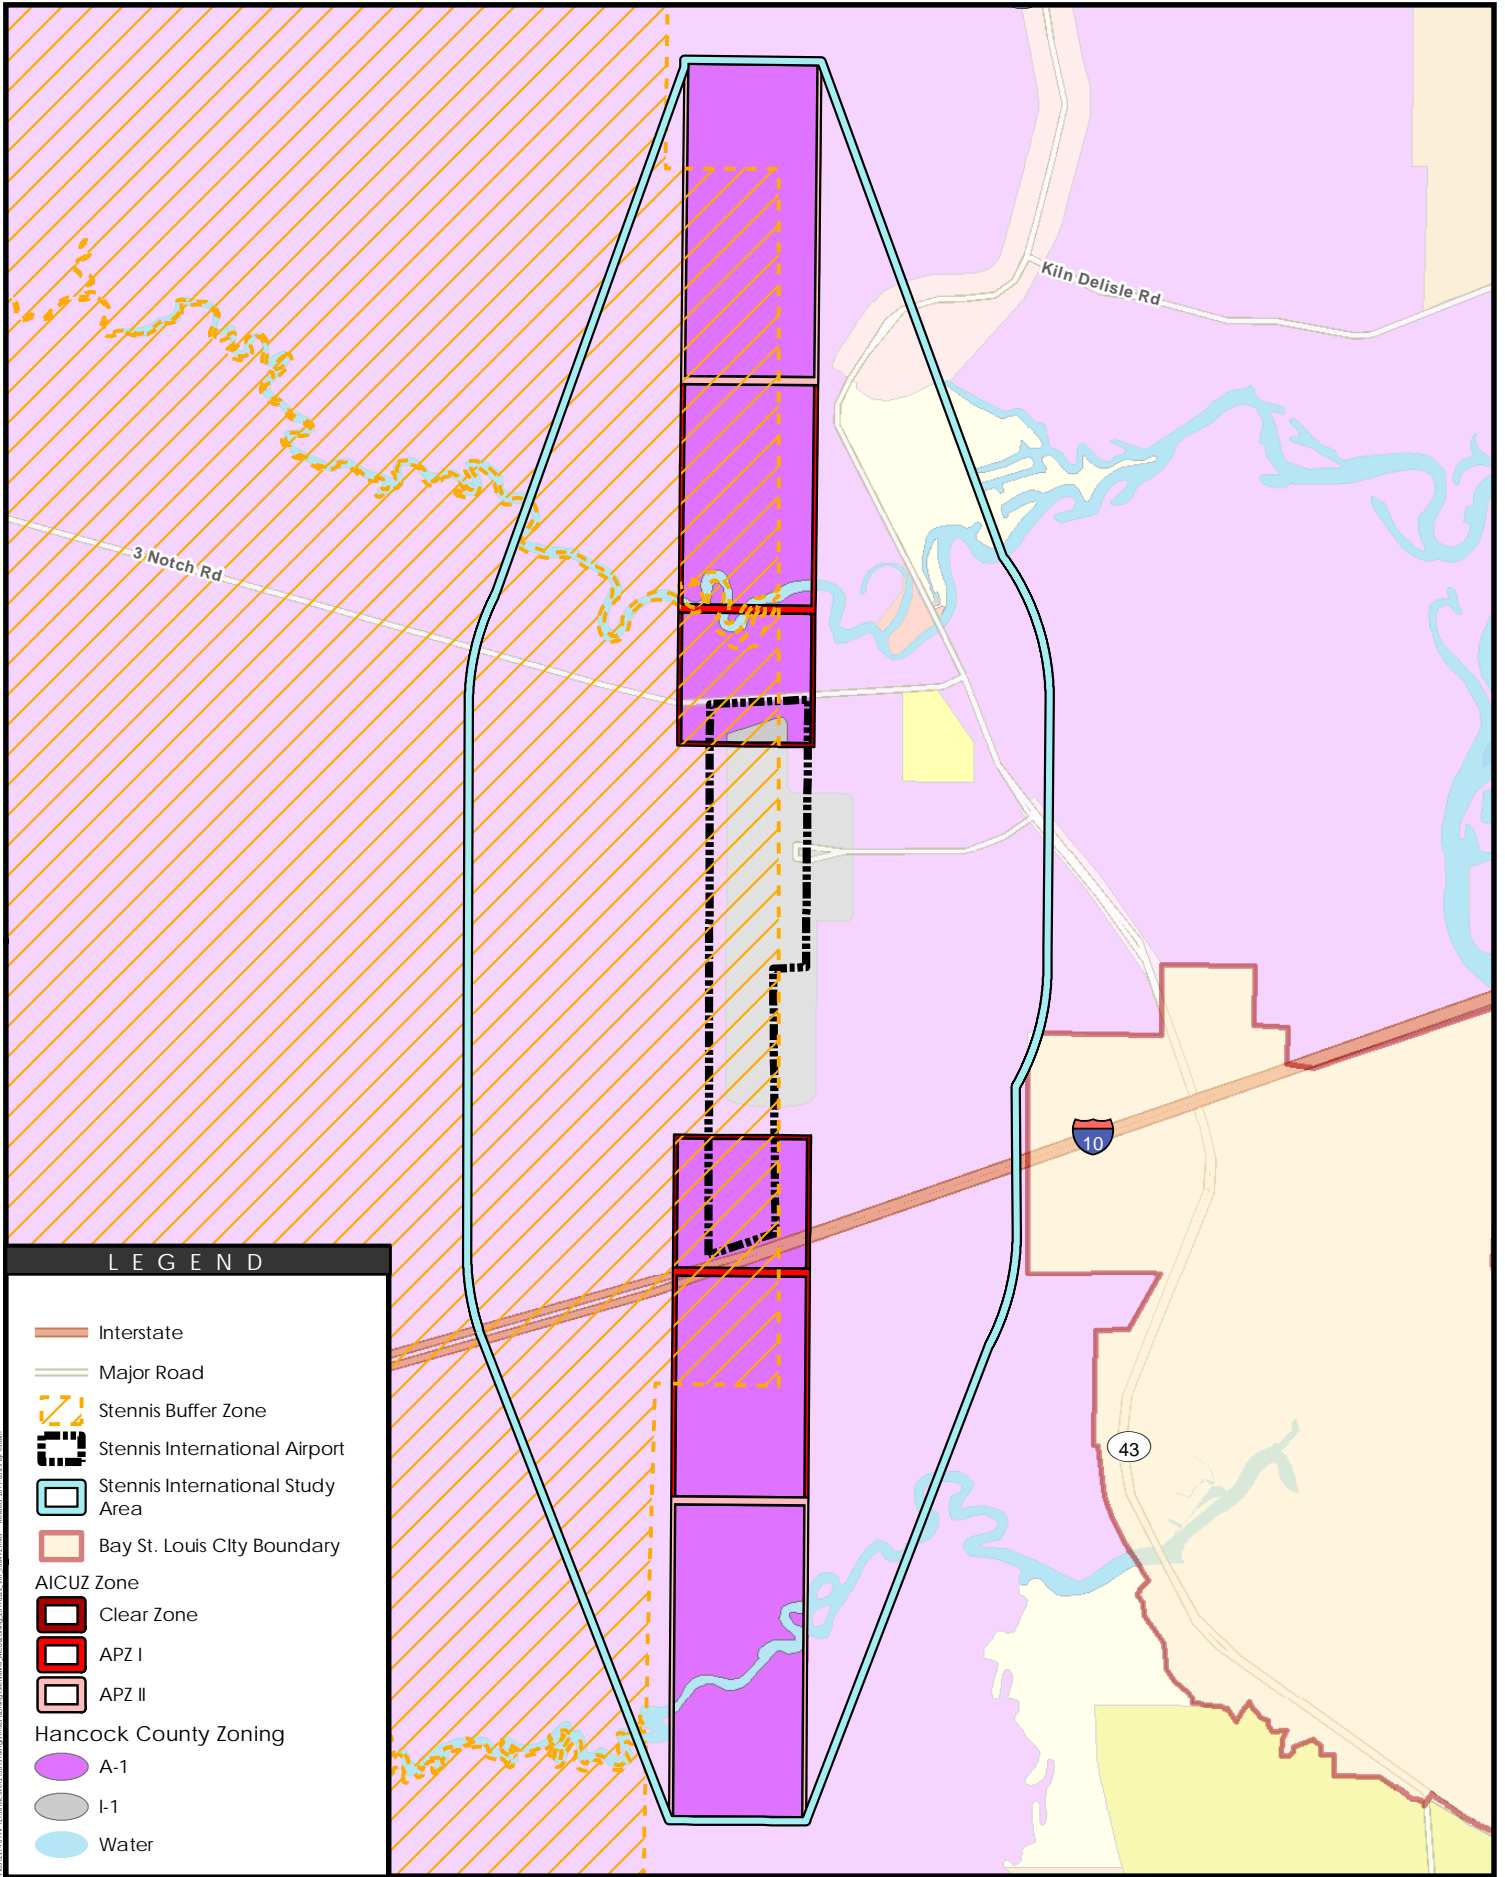 Kiln Delisle Rd
3 Notch Rd
10
43
LEGEND
Interstate
Major Road
Stennis Buffer Zone
Stennis International Airport
Stennis International Study
Area
Bay St. Louis CIty Boundary
AICUZ Zone
Clear Zone
APZ I
APZ II
Hancock County Zoning
A-1
I-1
Water